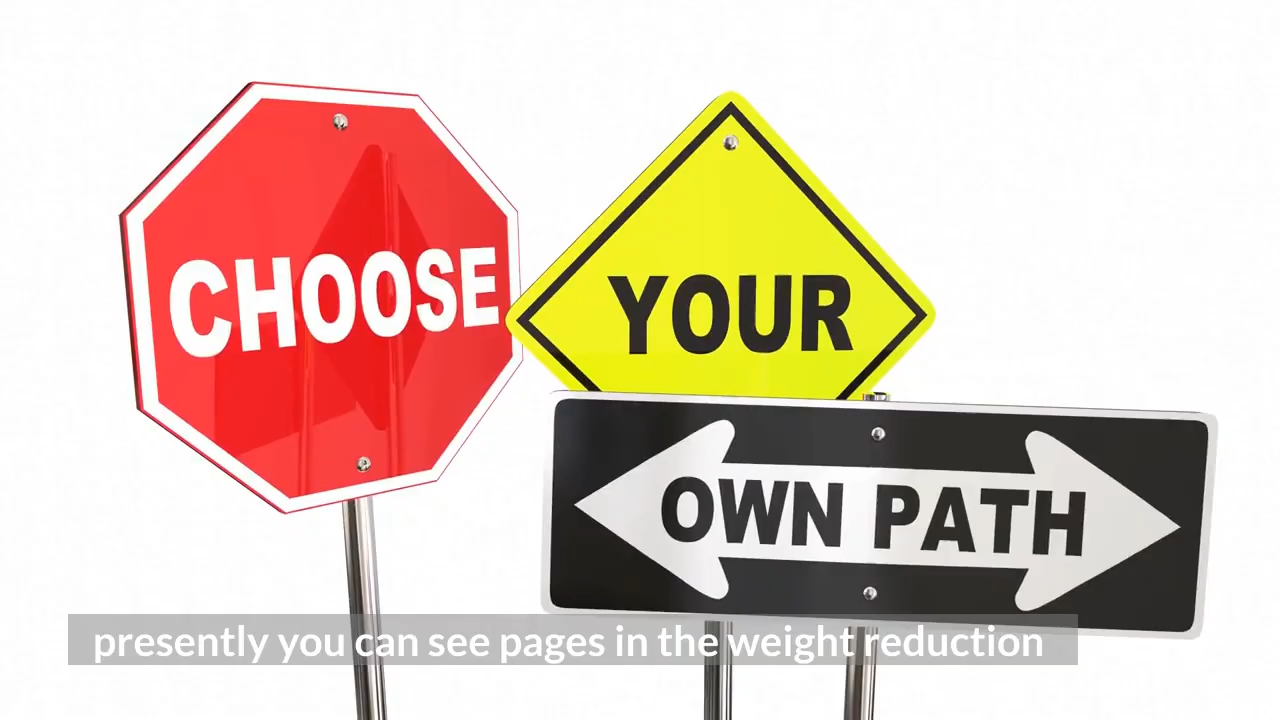 CHOOSE
YOUR
OWN PATH
presently you can see pages in the weight reduction